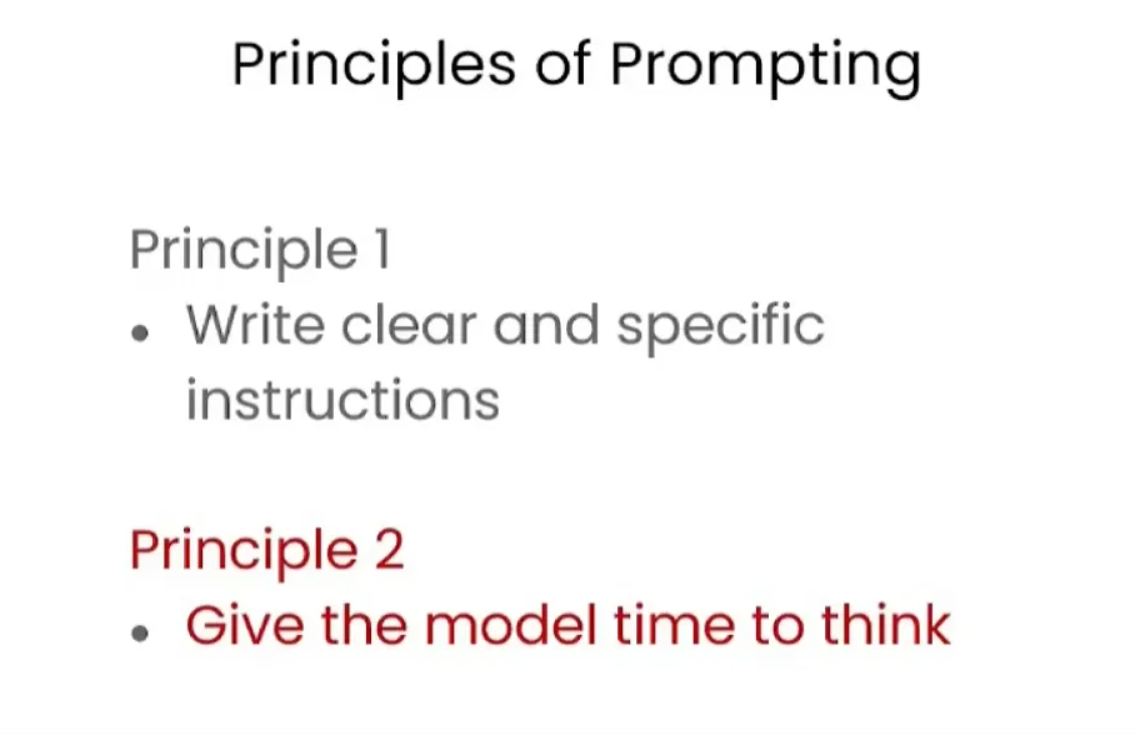 Principles of Prompting
Principle 1
• Write clear and specific
instructions
Principle 2
• Give the model time to think